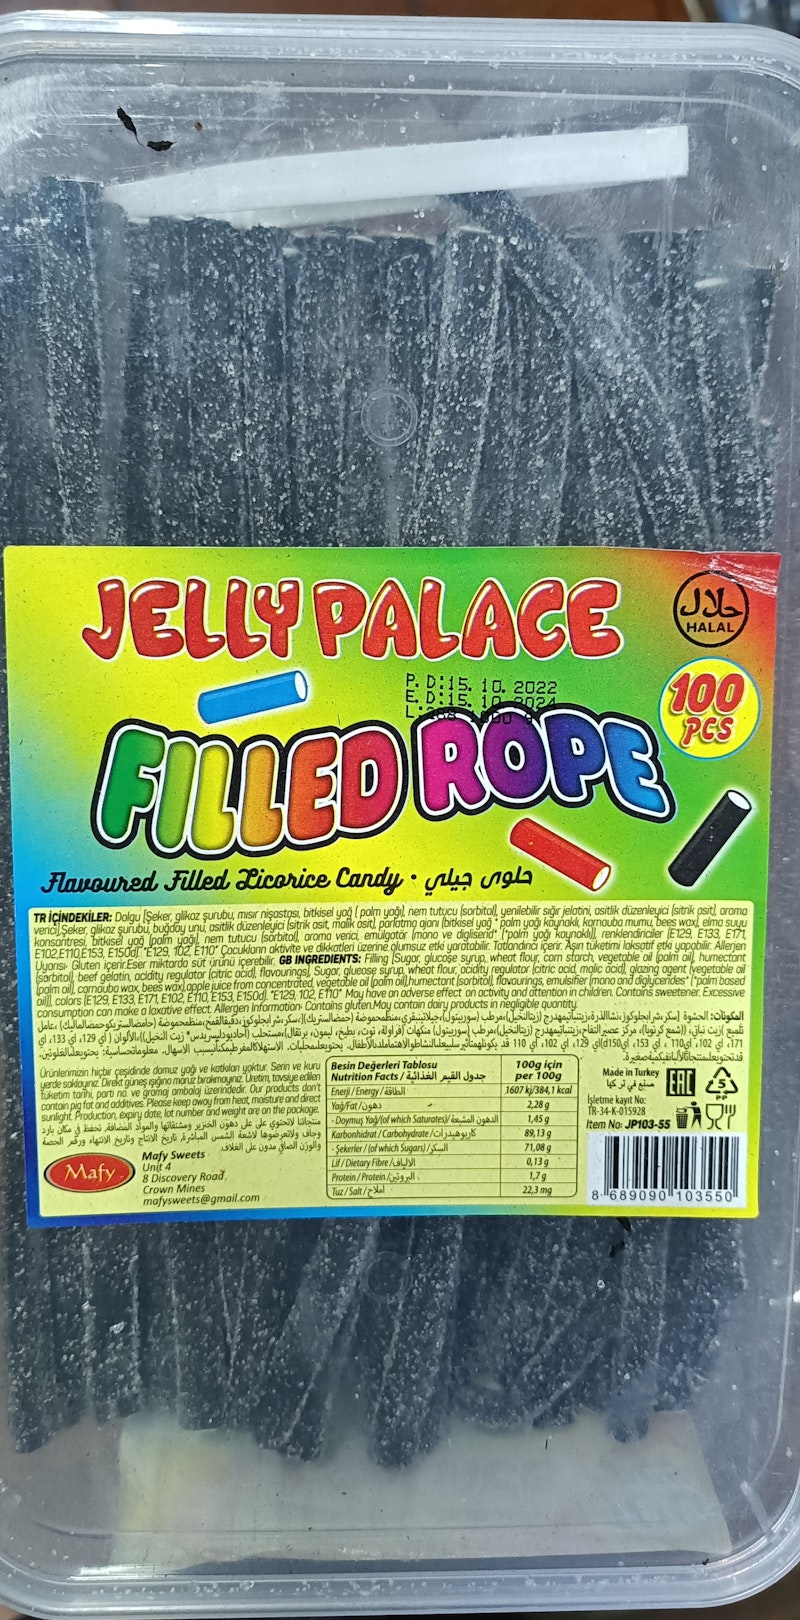 JELLY PALACE
حلال
HALAL
P. D:15. 10. 2022
E. D:15. 10. 2024
100
PCS
FILLED ROPE
Flavoured Filled Licorice Candy • حلوى جيلي
TR İÇİNDEKİLER: Dolgu [Şeker, glikoz şurubu, mısır nişastası, bitkisel yağ ( palm yağı), nem tutucu (sorbitol), yenilebilir sığır jelatini, asitlik düzenleyici (sitrik asit), aroma
verici],Şeker, glikoz şurubu, buğday unu, asitlik düzenleyici (sitrik asit, malik asit), parlatma ajanı (bitkisel yağ * palm yağı kaynaklı, karnauba mumu, bees wax), elma suyu
konsantresi, bitkisel yağ (palm yağı), nem tutucu (sorbitol), aroma verici, emülgatör (mono ve digliserid* (*palm yağı kaynaklı)), renklendiriciler (E129, E133, E171,
E102,E110,E153, E150d). "E129, 102, E110" Çocukların aktivite ve dikkatleri üzerine olumsuz etki yaratabilir. Tatlandırıcı içerir. Aşırı tüketimi laksatif etki yapabilir. Allerjen
Uyarısı: Gluten içerir.Eser miktarda süt ürünü içerebilir. GB INGREDIENTS: Filling [Sugar, glucose syrup, wheat flour, corn starch, vegetable oil (palm oil), humectant
(sorbitol), beef gelatin, acidity regulator (citric acid), flavourings], Sugar, glucose syrup, wheat flour, acidity regulator (citric acid, malic acid), glazing agent (vegetable oil
(palm oil), carnauba wax, bees wax),apple juice from concentrated, vegetable oil (palm oil),humectant (sorbitol), flavourings, emulsifier (mono and diglycerides* (*palm based
oil)), colors (E129, E133, E171, E102, E110, E153, E150d). "E129, 102, E110" May have an adverse effect on activity and attention in children. Contains sweetener. Excessive
consumption can make a laxative effect. Allergen Information: Contains gluten.May contain dairy products in negligible quantity.
المكونات:
Ürünlerimizin hiçbir çeşidinde domuz yağı ve katkıları yoktur. Serin ve kuru
yerde saklayınız. Direkt güneş ışığına maruz bırakmayınız. Üretim, tavsiye edilen
tüketim tarihi, parti no. ve gramaj ambalaj üzerindedir. Our products don't
contain pig fat and additives. Please keep away from heat, moisture and direct
sunlight. Production, expiry date, lot number and weight are on the package.
Mafy
Mafy Sweets
Unit 4
8 Discovery Road,
Crown Mines
mafysweets@gmail.com
Besin Değerleri Tablosu
Nutrition Facts / جدول القيم الغذائية
100g için
per 100g
Enerji / Energy / الطاقة 1607 kj/384,1 kcal
Yağ/Fat / دهون 2,28 g
- Doymuş Yağ/(of which Saturates)/ الدهون المشبعة 1,45 g
Karbonhidrat / Carbohydrate / كاربوهيدرات 89,13 g
- Şekerler / (of which Sugars) / السكر 71,08 g
Lif / Dietary Fibre / الالياف 0,13 g
Protein / Protein / البروتين 1,7 g
Tuz / Salt / املاح 22,3 mg
Made in Turkey
صنع في تركيا
EAC
5
PP
İşletme kayıt No:
TR-34-K-015928
Item No: JP103-55
8 689090 103550